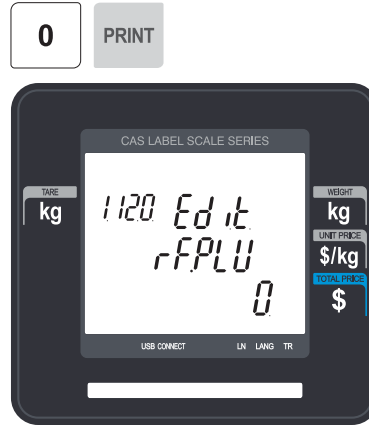 0 PRINT
CAS LABEL SCALE SERIES
TARE
kg
1120 Edit
rF.PLU
0
WEIGHT
kg
UNIT PRICE
$/kg
TOTAL PRICE
$
USB CONNECT LN LANG TR